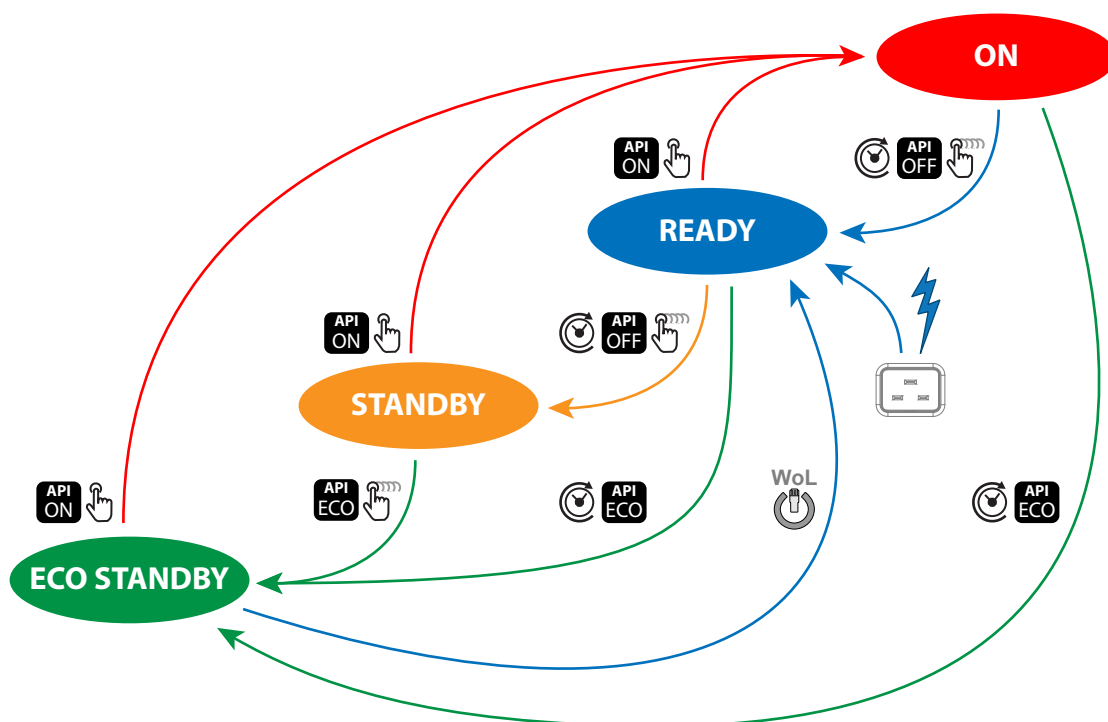 ON
API
ON
API
OFF
READY
API
ON
API
OFF
STANDBY
API
ON
API
ECO
API
ECO
WoL
API
ECO
ECO STANDBY